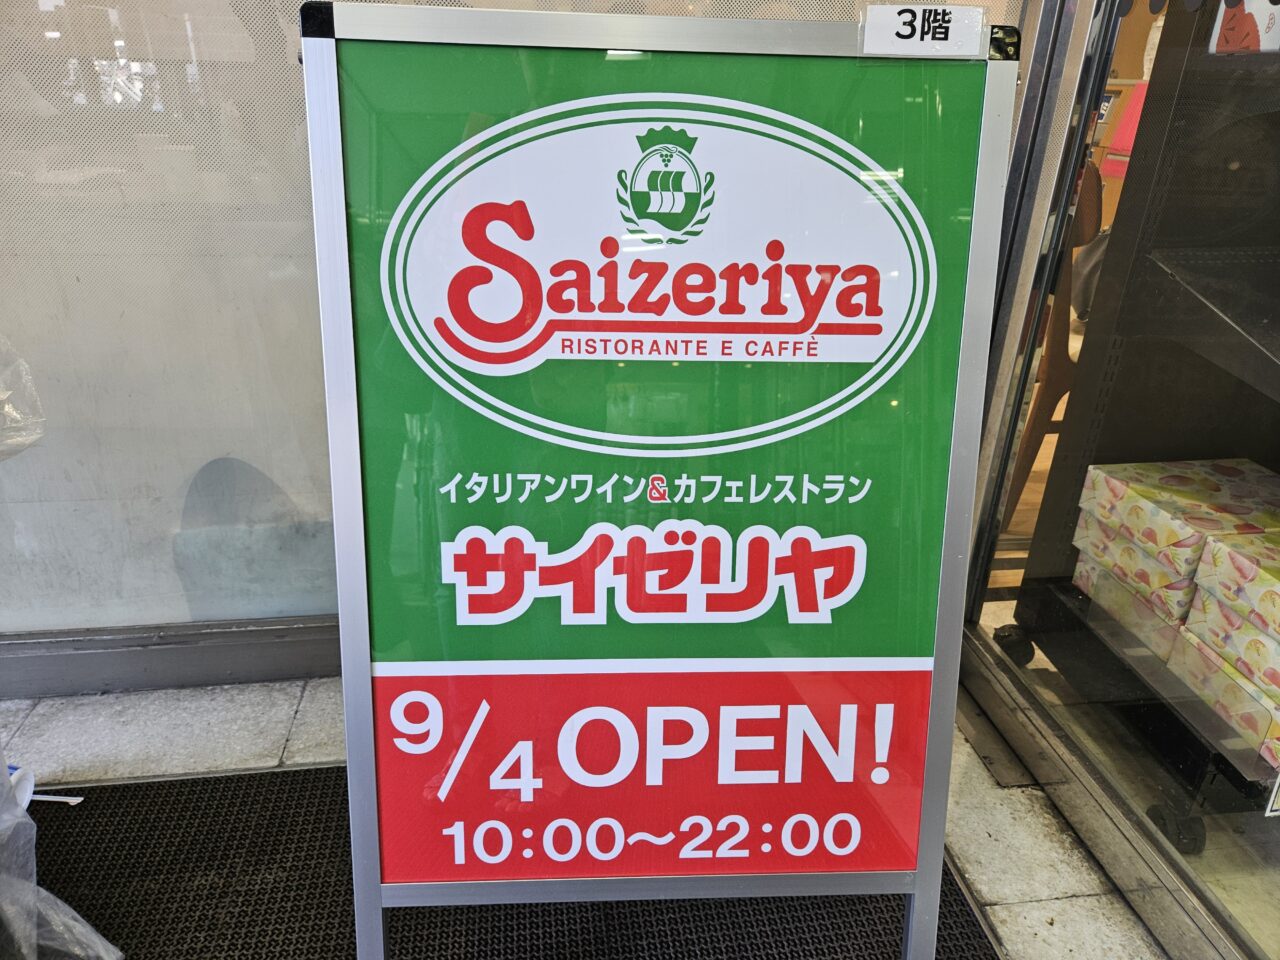 3階
Saizeriya
RISTORANTE E CAFFÈ
イタリアンワイン&カフェレストラン
サイゼリヤ
9/4 OPEN!
10:00〜22:00